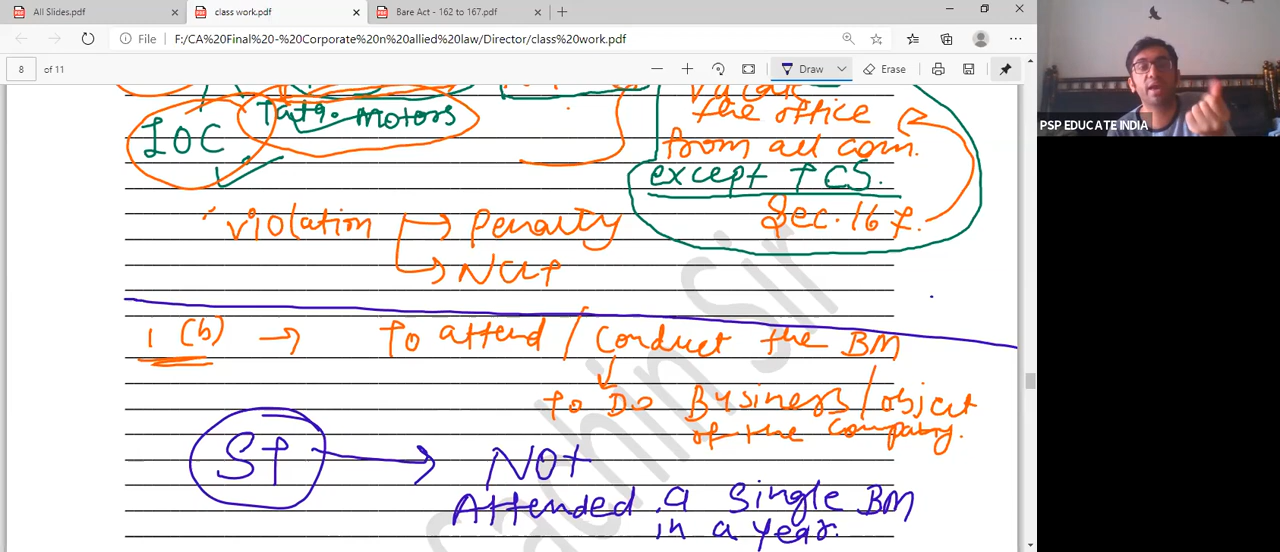 All Slides.pdf
class work.pdf
Bare Act - 162 to 167.pdf
File F:/CA%20Final%20-%20Corporate%20n%20allied%20law/Director/class%20work.pdf
8 of 11
Draw
Erase
PSP EDUCATE INDIA
the office
Tata. Motors
from all com.
IOC
except TCS.
Sec. 167.
violation → Penalty
→ NCLT
1 (b) → To attend / Conduct the BM
To Do Business / object
of the Company.
SP → Not
Attended a Single BM
in a year.
Sachin Sir